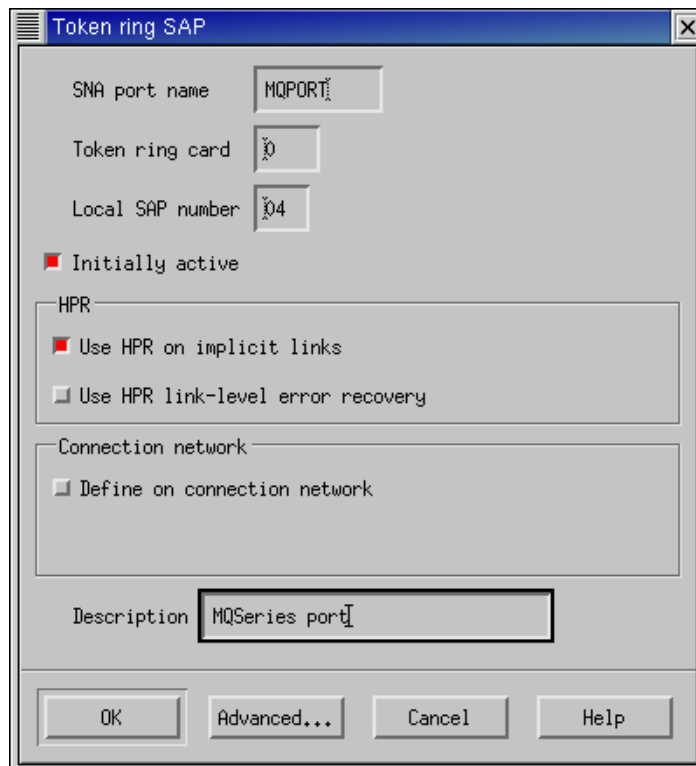 Token ring SAP
SNA port name MQPORT
Token ring card 0
Local SAP number 04
Initially active
HPR
Use HPR on implicit links
Use HPR link-level error recovery
Connection network
Define on connection network
Description MQSeries port
OK Advanced... Cancel Help